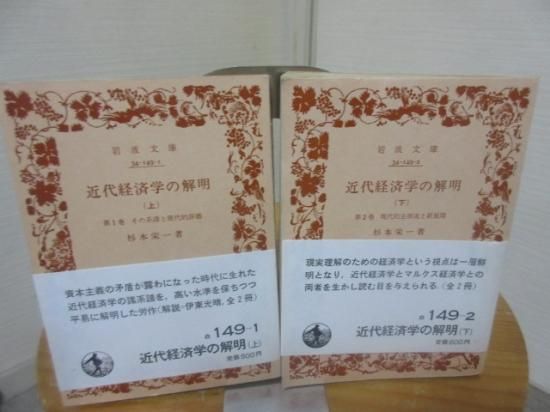 岩波文庫
34-149-1
近代経済学の解明
(上)
第1巻 その系譜と現代的評価
杉本栄一著
資本主義の矛盾が露わになった時代に生れた
近代経済学の諸系譜を、高い水準を保ちつつ
平易に解明した労作(解説・伊東光晴,全2冊)
白149-1
近代経済学の解明(上)
定価500円
岩波文庫
34-149-2
近代経済学の解明
(下)
第2巻 現代的主潮流と新展開
杉本栄一著
現実理解のための経済学という視点は一層鮮
明となり,近代経済学とマルクス経済学との
両者を生かし読む目を与えられる.(全2冊)
白149-2
近代経済学の解明(下)
定価600円